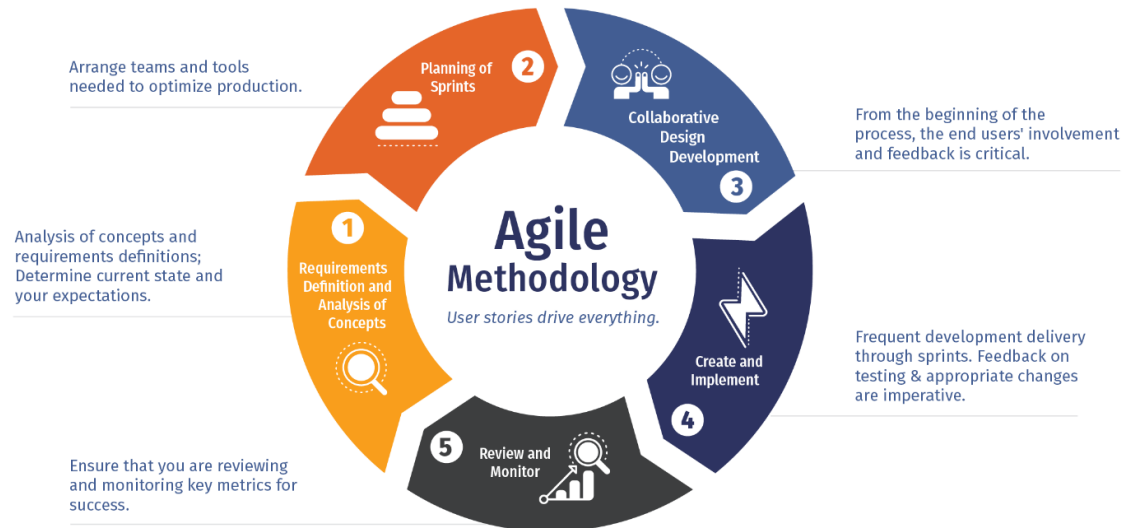 Agile
Methodology
User stories drive everything.
1
Requirements
Definition and
Analysis of
Concepts
Analysis of concepts and
requirements definitions;
Determine current state and
your expectations.
2
Planning of
Sprints
Arrange teams and tools
needed to optimize production.
Collaborative
Design
Development
3
From the beginning of the
process, the end users' involvement
and feedback is critical.
Create and
Implement
4
Frequent development delivery
through sprints. Feedback on
testing & appropriate changes
are imperative.
5
Review and
Monitor
Ensure that you are reviewing
and monitoring key metrics for
success.